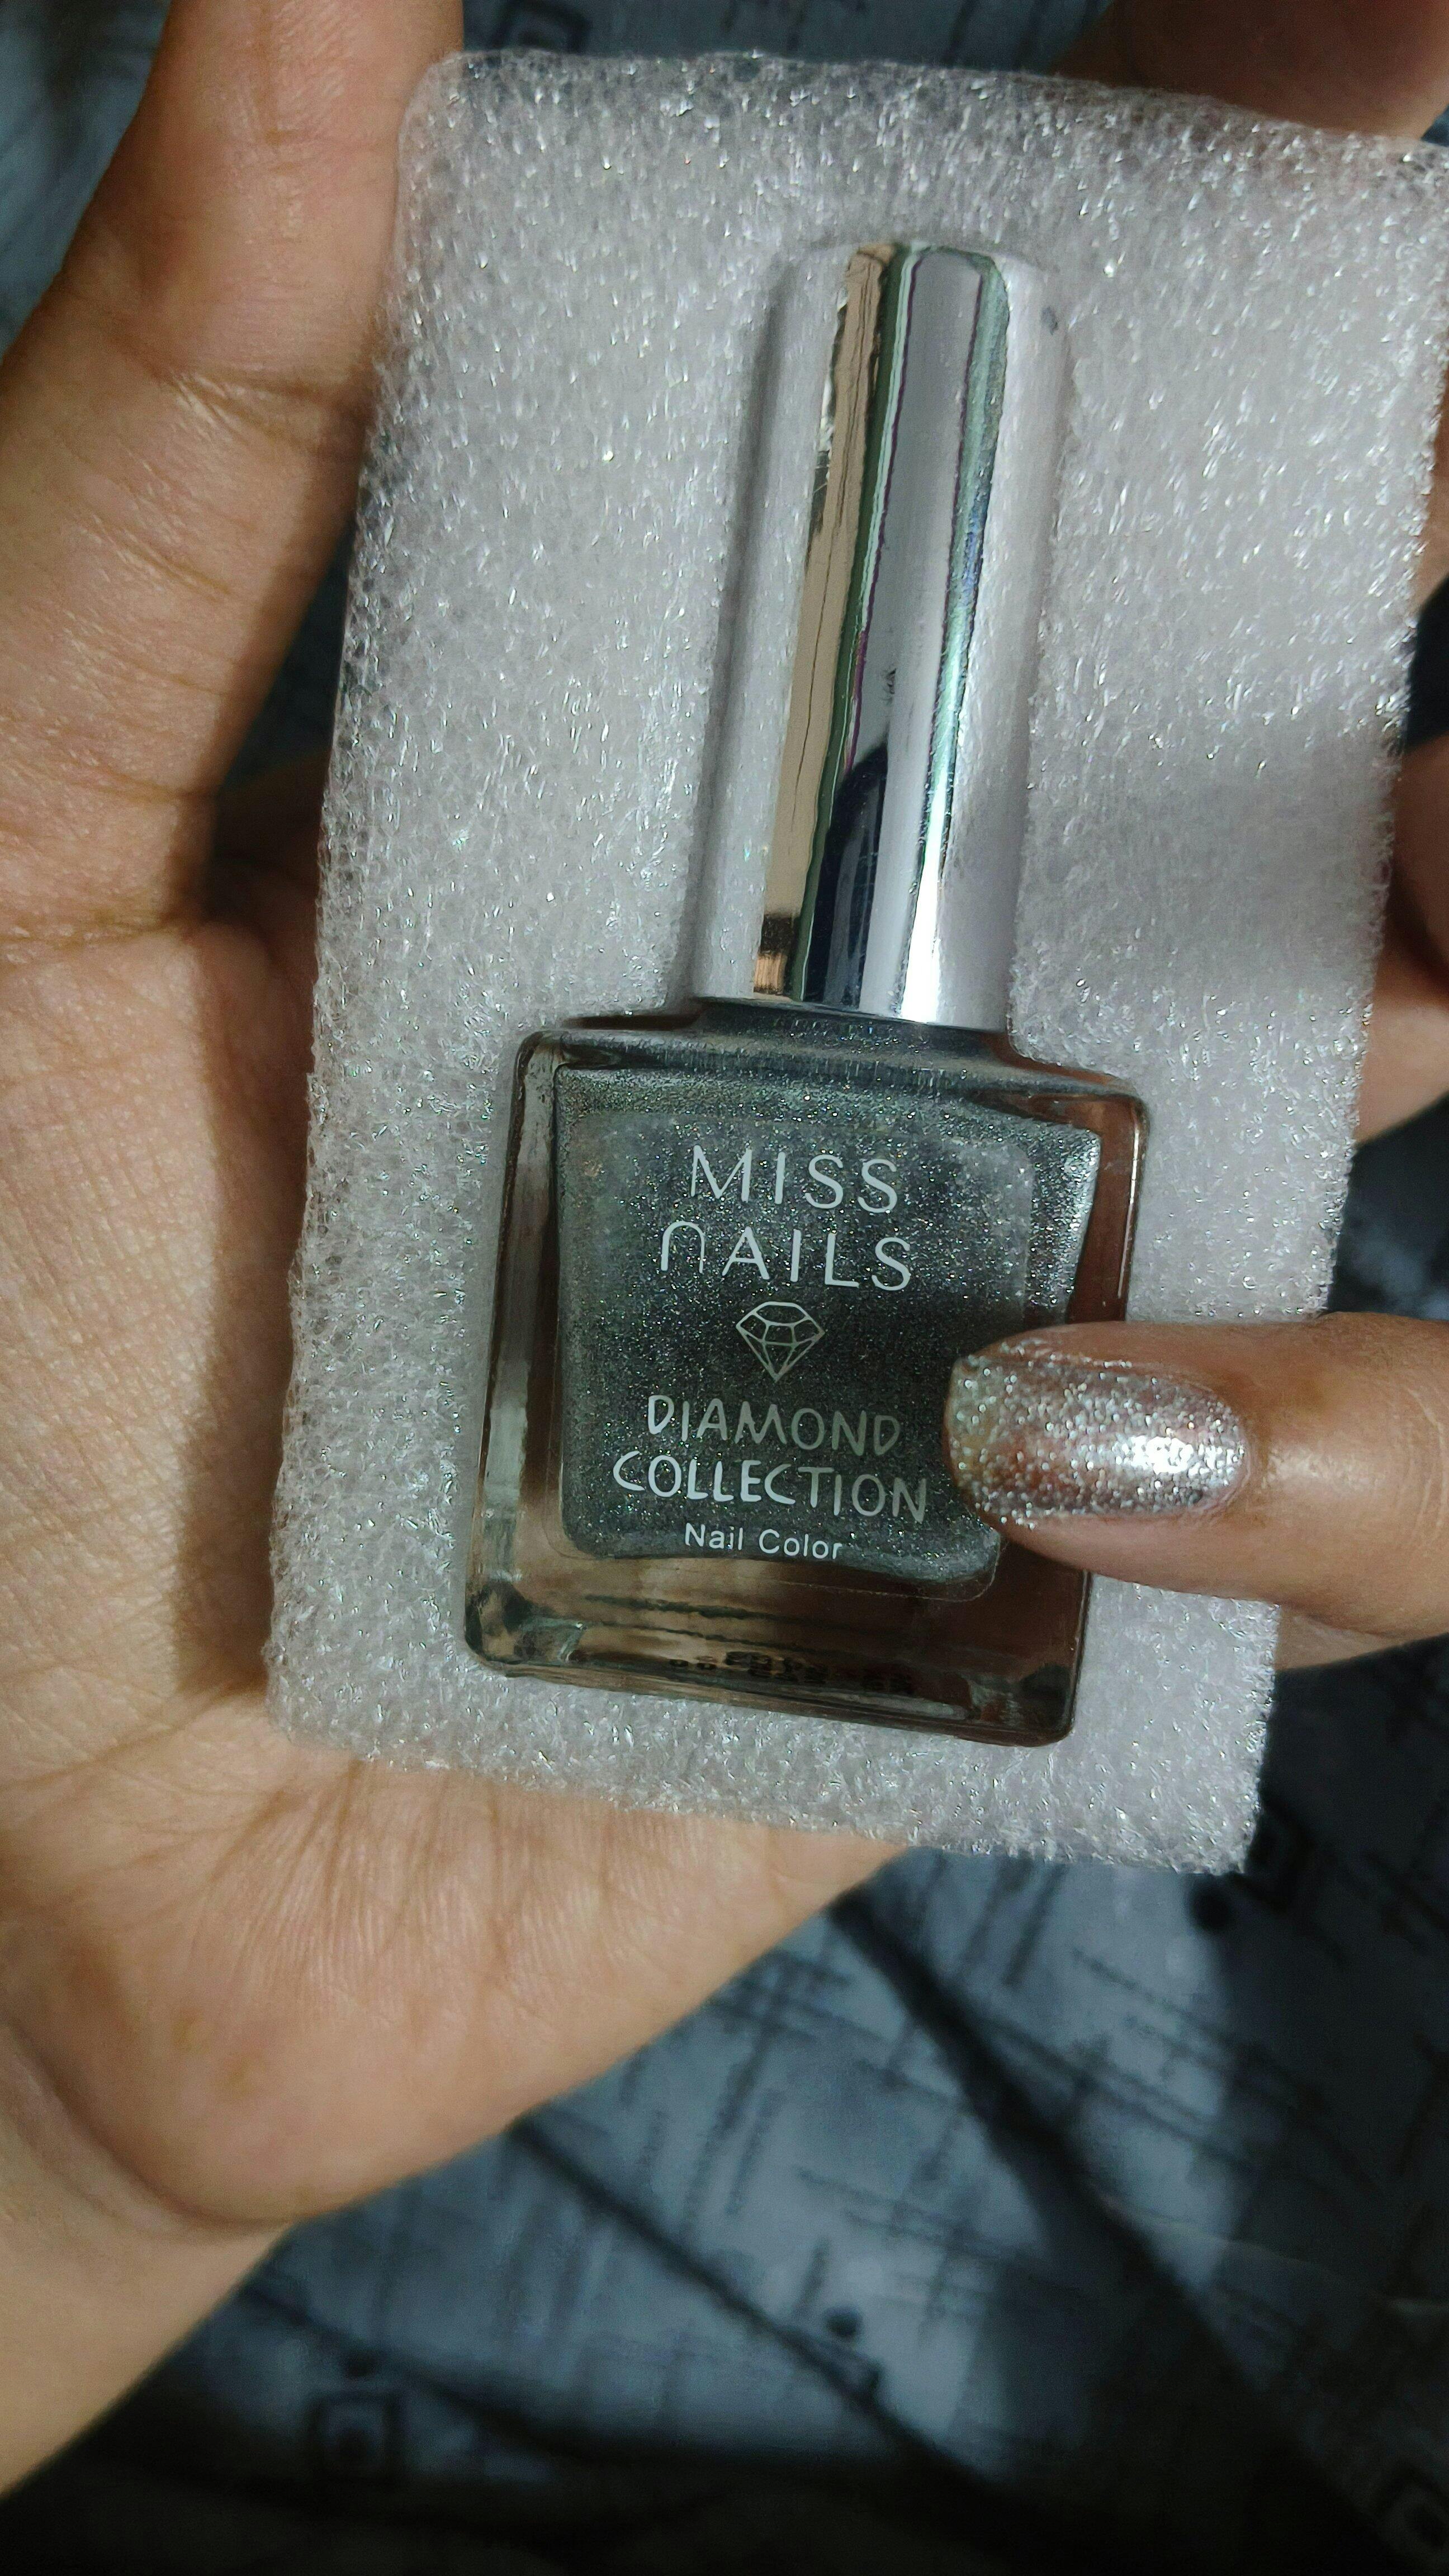 MISS
NAILS
DIAMOND
COLLECTION
Nail Color